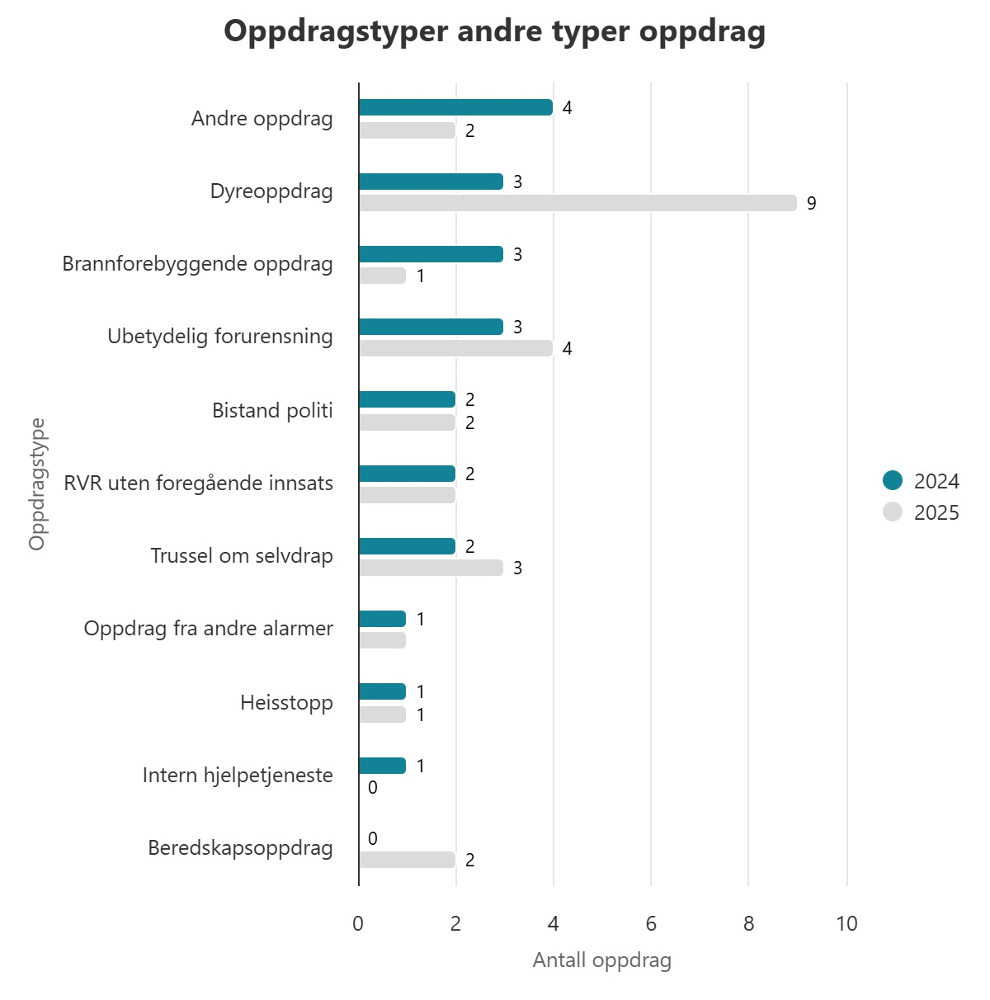 Oppdragstyper andre typer oppdrag
Andre oppdrag
4
2
Dyreoppdrag
3
9
Brannforebyggende oppdrag
3
1
Ubetydelig forurensning
3
4
Bistand politi
2
2
RVR uten foregående innsats
2
Trussel om selvdrap
2
3
Oppdrag fra andre alarmer
1
Heisstopp
1
1
Intern hjelpetjeneste
1
0
Beredskapsoppdrag
0
2
0 2 4 6 8 10
Antall oppdrag
Oppdragstype
2024
2025